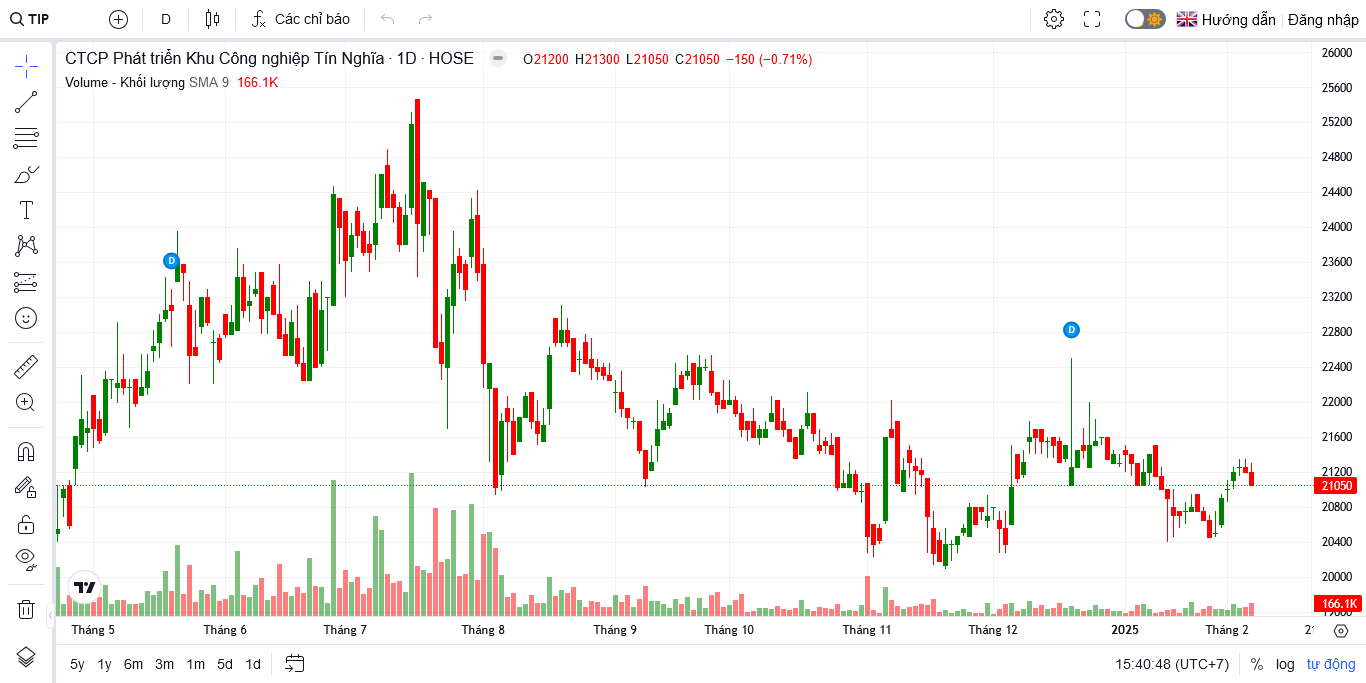 TIP D Các chỉ báo Hướng dẫn Đăng nhập
CTCP Phát triển Khu Công nghiệp Tín Nghĩa · 1D · HOSE O21200 H21300 L21050 C21050 −150 (−0.71%)
Volume - Khối lượng SMA 9 166.1K
26000
25600
25200
24800
24400
24000
23600
23200
22800
22400
22000
21600
21200
21050
20800
20400
20000
166.1K
D
D
Tháng 5 Tháng 6 Tháng 7 Tháng 8 Tháng 9 Tháng 10 Tháng 11 Tháng 12 2025 Tháng 2
5y 1y 6m 3m 1m 5d 1d 15:40:48 (UTC+7) % log tự động